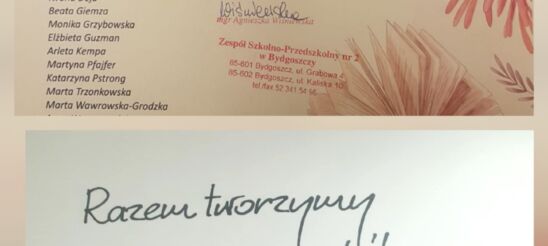 Beata Giemza
Monika Grzybowska
Elżbieta Guzman
Arleta Kempa
Martyna Pfajfer
Katarzyna Pstrong
Marta Trzonkowska
Marta Wawrowska-Grodzka
mgr Agnieszka Wiśniewska
Zespół Szkolno-Przedszkolny nr 2
w Bydgoszczy
85-601 Bydgoszcz, ul. Grabowa 4
85-602 Bydgoszcz, ul. Kaliska 10
tel./fax 52 341 54 96
Razem tworzymy